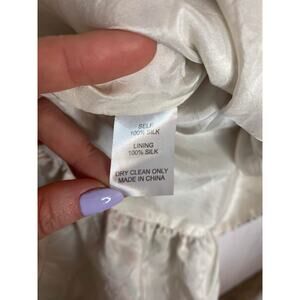 SELF
100% SILK
LINING
100% SILK
DRY CLEAN ONLY
MADE IN CHINA